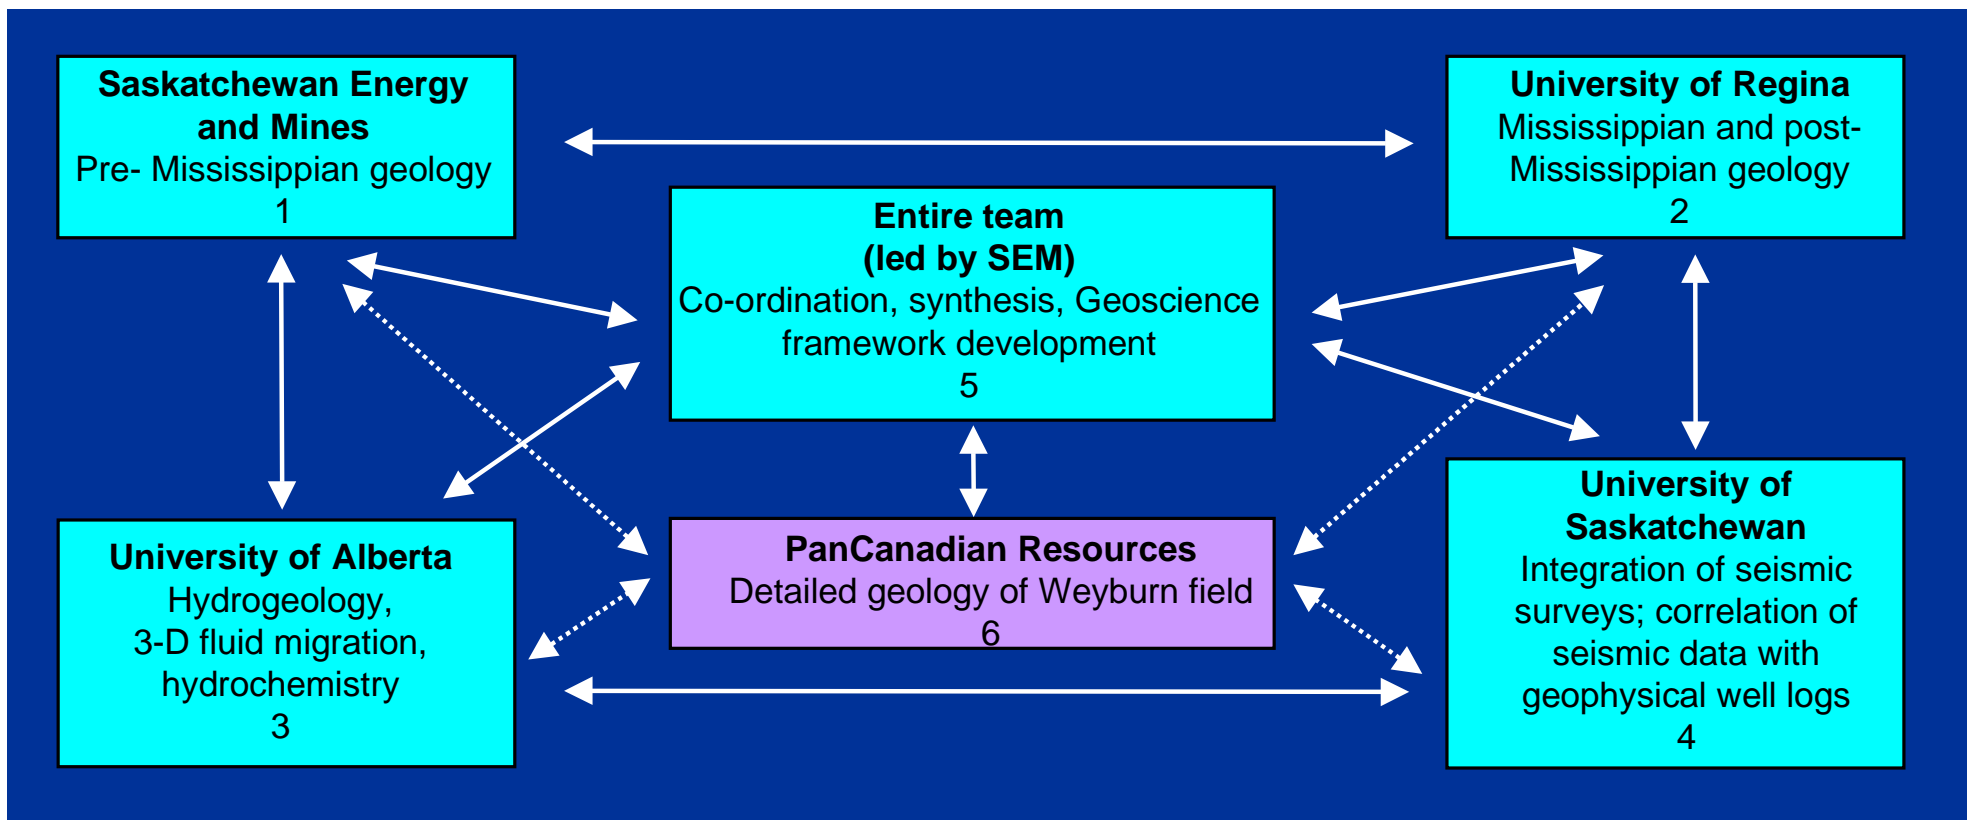 Saskatchewan Energy
and Mines
Pre- Mississippian geology
1
University of Regina
Mississippian and post-
Mississippian geology
2
Entire team
(led by SEM)
Co-ordination, synthesis, Geoscience
framework development
5
University of Alberta
Hydrogeology,
3-D fluid migration,
hydrochemistry
3
PanCanadian Resources
Detailed geology of Weyburn field
6
University of
Saskatchewan
Integration of seismic
surveys; correlation of
seismic data with
geophysical well logs
4